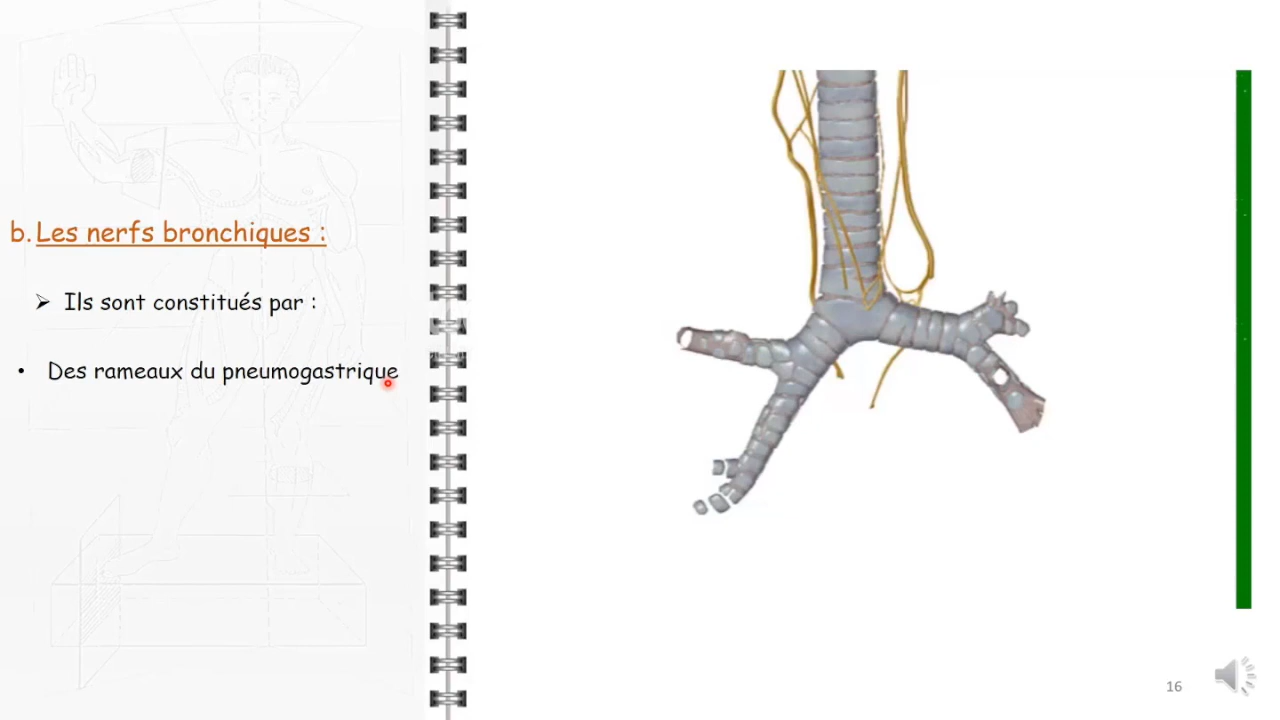 b. Les nerfs bronchiques :
➢ Ils sont constitués par :
• Des rameaux du pneumogastrique
16